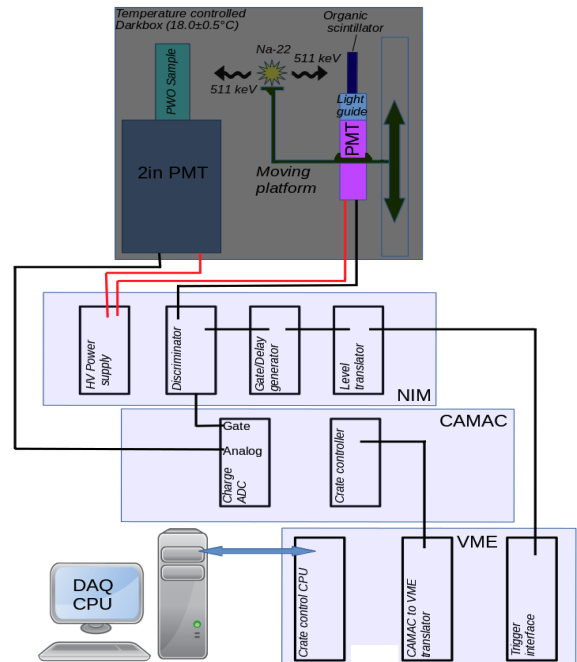 Temperature controlled
Darkbox (18.0±0.5°C)
Organic
scintillator
Na-22
511 keV
511 keV
PWO Sample
Light
guide
PMT
2in PMT
Moving
platform
HV Power
supply
Discriminator
Gate/Delay
generator
Level
translator
NIM
CAMAC
Gate
Analog
Charge
ADC
Crate controller
VME
DAQ
CPU
Crate control CPU
CAMAC to VME
translator
Trigger
interface